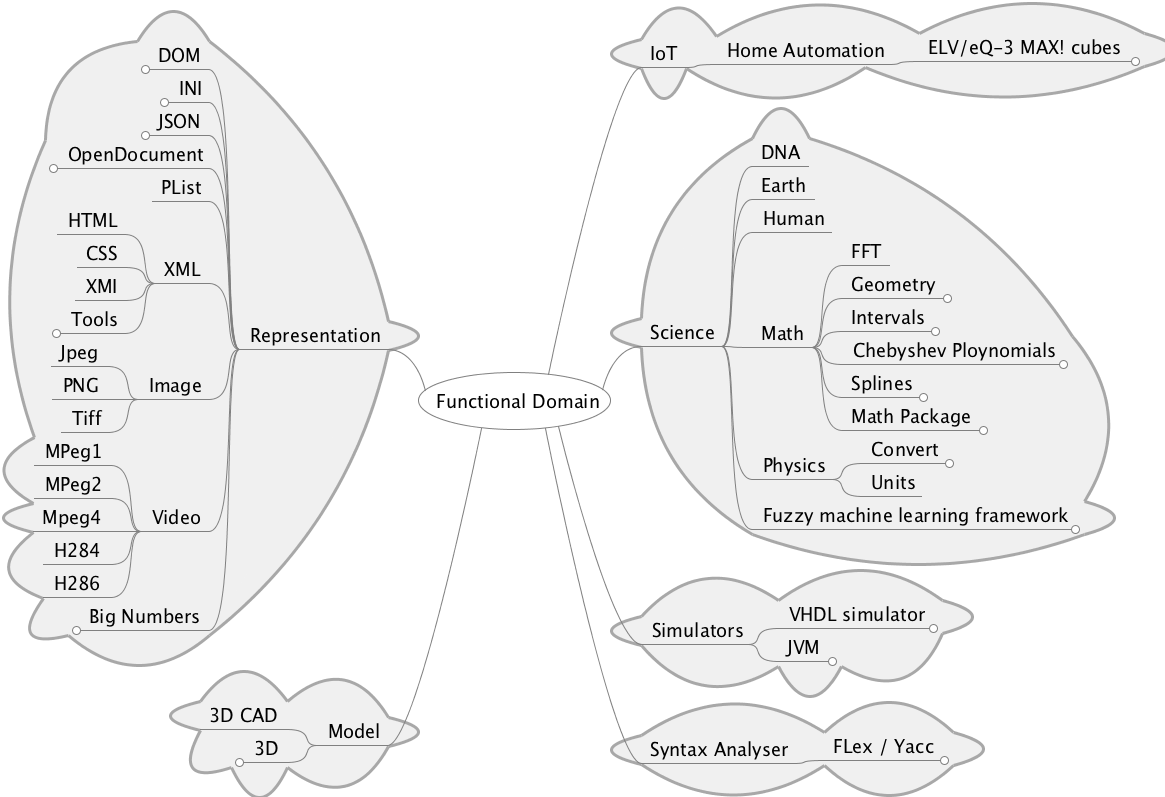 Functional Domain
IoT
Home Automation
ELV/eQ-3 MAX! cubes
Science
DNA
Earth
Human
Math
FFT
Geometry
Intervals
Chebyshev Ploynomials
Splines
Math Package
Physics
Convert
Units
Fuzzy machine learning framework
Simulators
VHDL simulator
JVM
Syntax Analyser
FLex / Yacc
Representation
DOM
INI
JSON
OpenDocument
PList
XML
HTML
CSS
XMI
Tools
Image
Jpeg
PNG
Tiff
Video
MPeg1
MPeg2
Mpeg4
H284
H286
Big Numbers
Model
3D CAD
3D